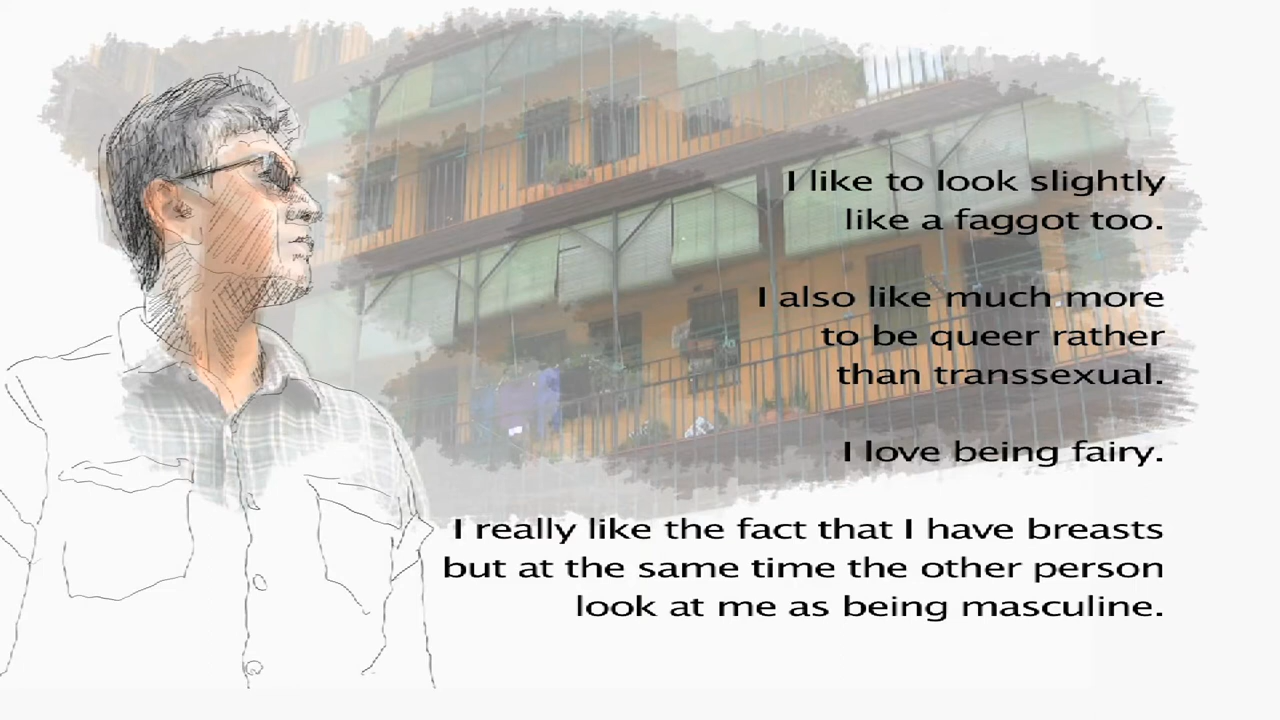 I like to look slightly
like a faggot too.
I also like much more
to be queer rather
than transsexual.
I love being fairy.
I really like the fact that I have breasts
but at the same time the other person
look at me as being masculine.